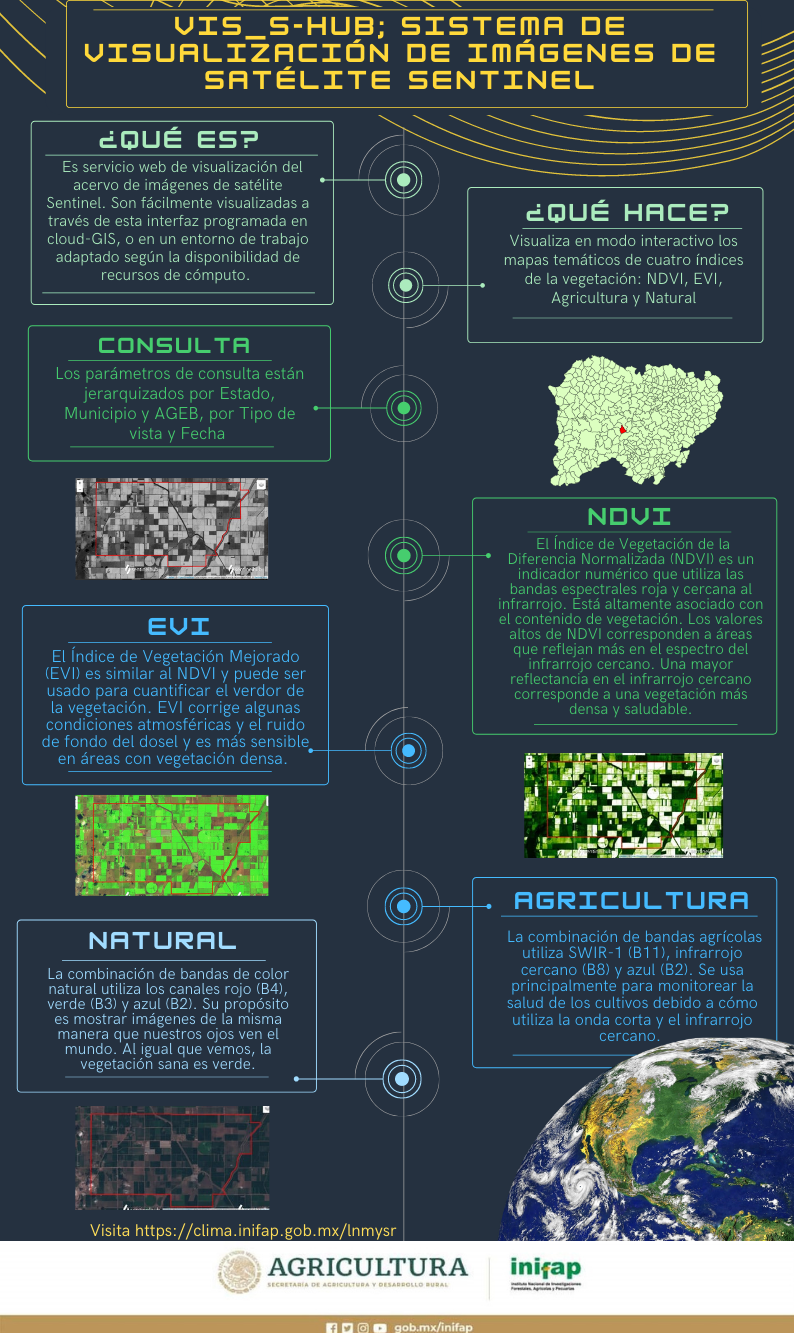 VIS_S-HUB; SISTEMA DE
VISUALIZACIÓN DE IMÁGENES DE
SATÉLITE SENTINEL
¿QUÉ ES?
Es servicio web de visualización del
acervo de imágenes de satélite
Sentinel. Son fácilmente visualizadas a
través de esta interfaz programada en
cloud-GIS, o en un entorno de trabajo
adaptado según la disponibilidad de
recursos de cómputo.
¿QUÉ HACE?
Visualiza en modo interactivo los
mapas temáticos de cuatro índices
de la vegetación: NDVI, EVI,
Agricultura y Natural
CONSULTA
Los parámetros de consulta están
jerarquizados por Estado,
Municipio y AGEB, por Tipo de
vista y Fecha
NDVI
El Índice de Vegetación de la
Diferencia Normalizada (NDVI) es un
indicador numérico que utiliza las
bandas espectrales roja y cercana al
infrarrojo. Está altamente asociado con
el contenido de vegetación. Los valores
altos de NDVI corresponden a áreas
que reflejan más en el espectro del
infrarrojo cercano. Una mayor
reflectancia en el infrarrojo cercano
corresponde a una vegetación más
densa y saludable.
EVI
El Índice de Vegetación Mejorado
(EVI) es similar al NDVI y puede ser
usado para cuantificar el verdor de
la vegetación. EVI corrige algunas
condiciones atmosféricas y el ruido
de fondo del dosel y es más sensible
en áreas con vegetación densa.
AGRICULTURA
La combinación de bandas agrícolas
utiliza SWIR-1 (B11), infrarrojo
cercano (B8) y azul (B2). Se usa
principalmente para monitorear la
salud de los cultivos debido a cómo
utiliza la onda corta y el infrarrojo
cercano.
NATURAL
La combinación de bandas de color
natural utiliza los canales rojo (B4),
verde (B3) y azul (B2). Su propósito
es mostrar imágenes de la misma
manera que nuestros ojos ven el
mundo. Al igual que vemos, la
vegetación sana es verde.
Visita https://clima.inifap.gob.mx/lnmysr
AGRICULTURA
SECRETARÍA DE AGRICULTURA Y DESARROLLO RURAL
inifap
Instituto Nacional de Investigaciones
Forestales, Agrícolas y Pecuarias
gob.mx/inifap